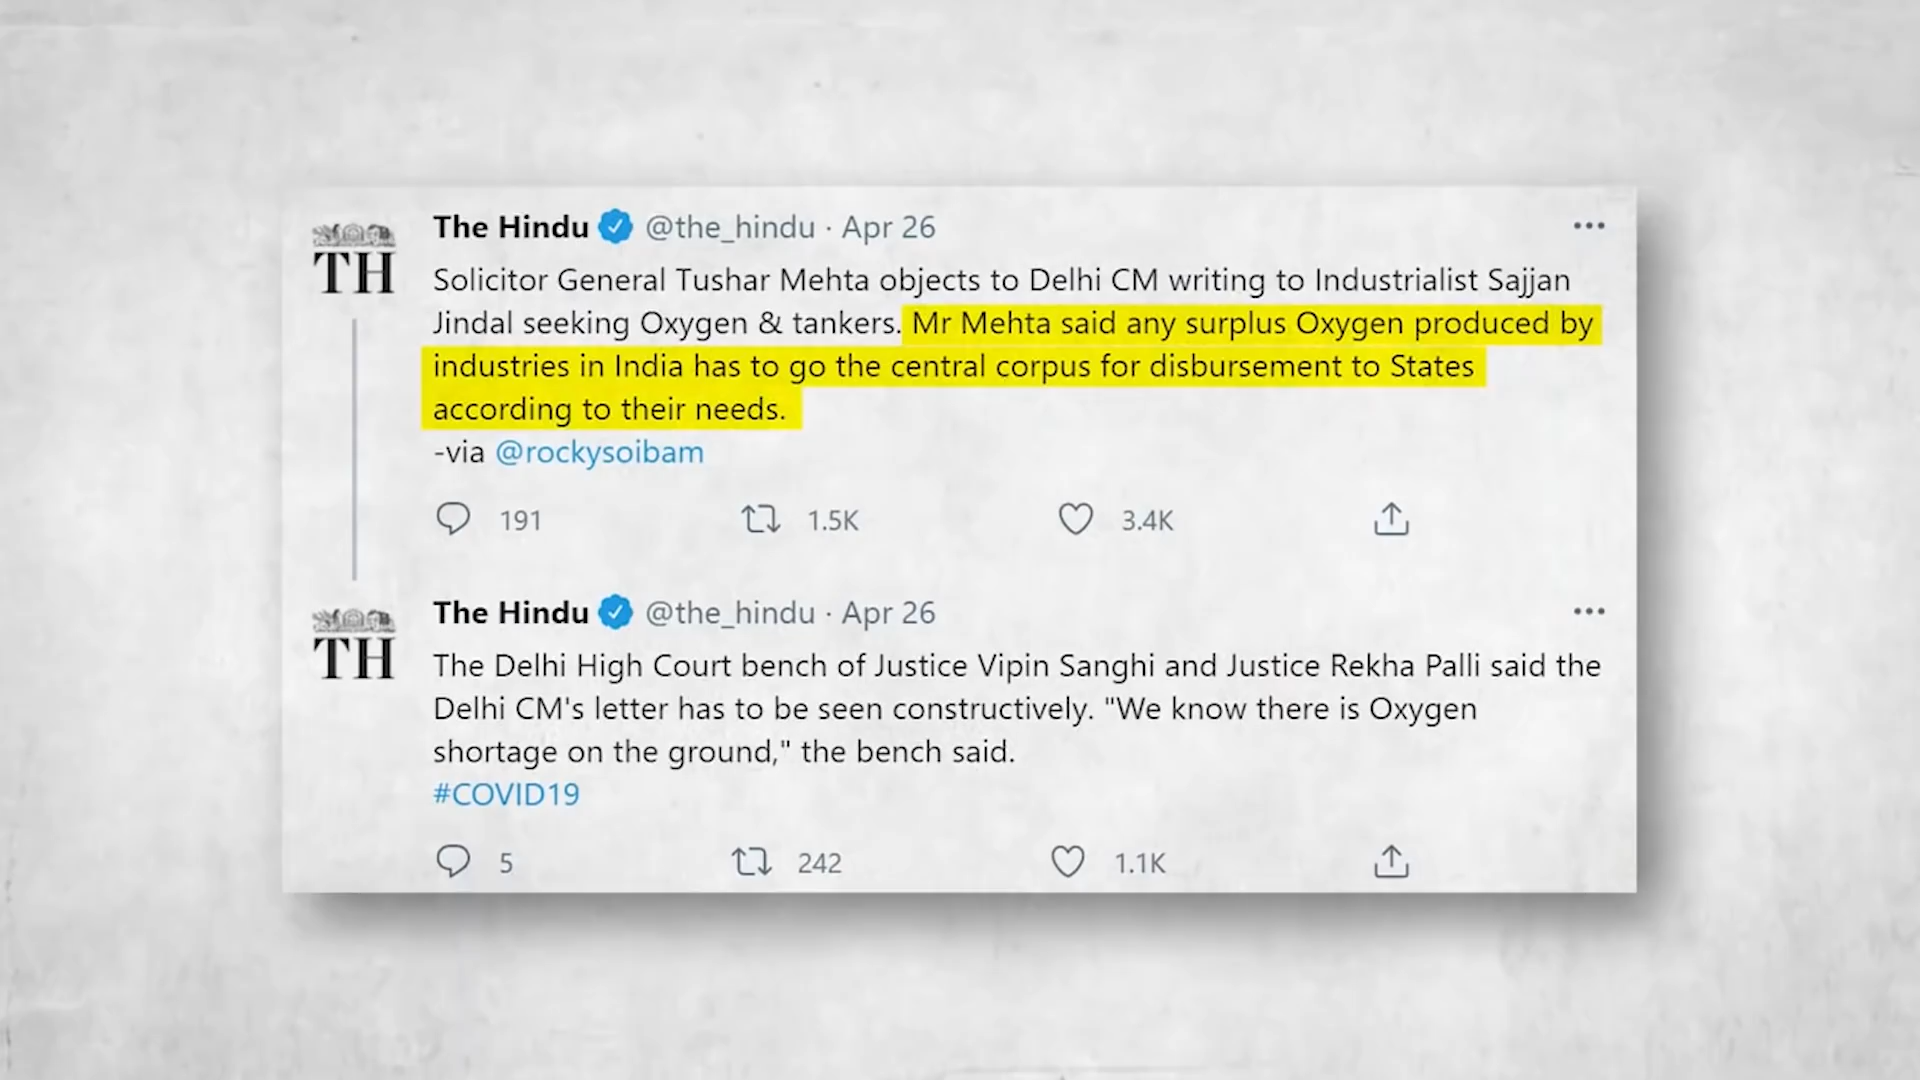 The Hindu @the_hindu · Apr 26
TH
Solicitor General Tushar Mehta objects to Delhi CM writing to Industrialist Sajjan
Jindal seeking Oxygen & tankers. Mr Mehta said any surplus Oxygen produced by
industries in India has to go the central corpus for disbursement to States
according to their needs.
-via @rockysoibam
191 1.5K 3.4K
The Hindu @the_hindu · Apr 26
TH
The Delhi High Court bench of Justice Vipin Sanghi and Justice Rekha Palli said the
Delhi CM's letter has to be seen constructively. "We know there is Oxygen
shortage on the ground," the bench said.
#COVID19
5 242 1.1K